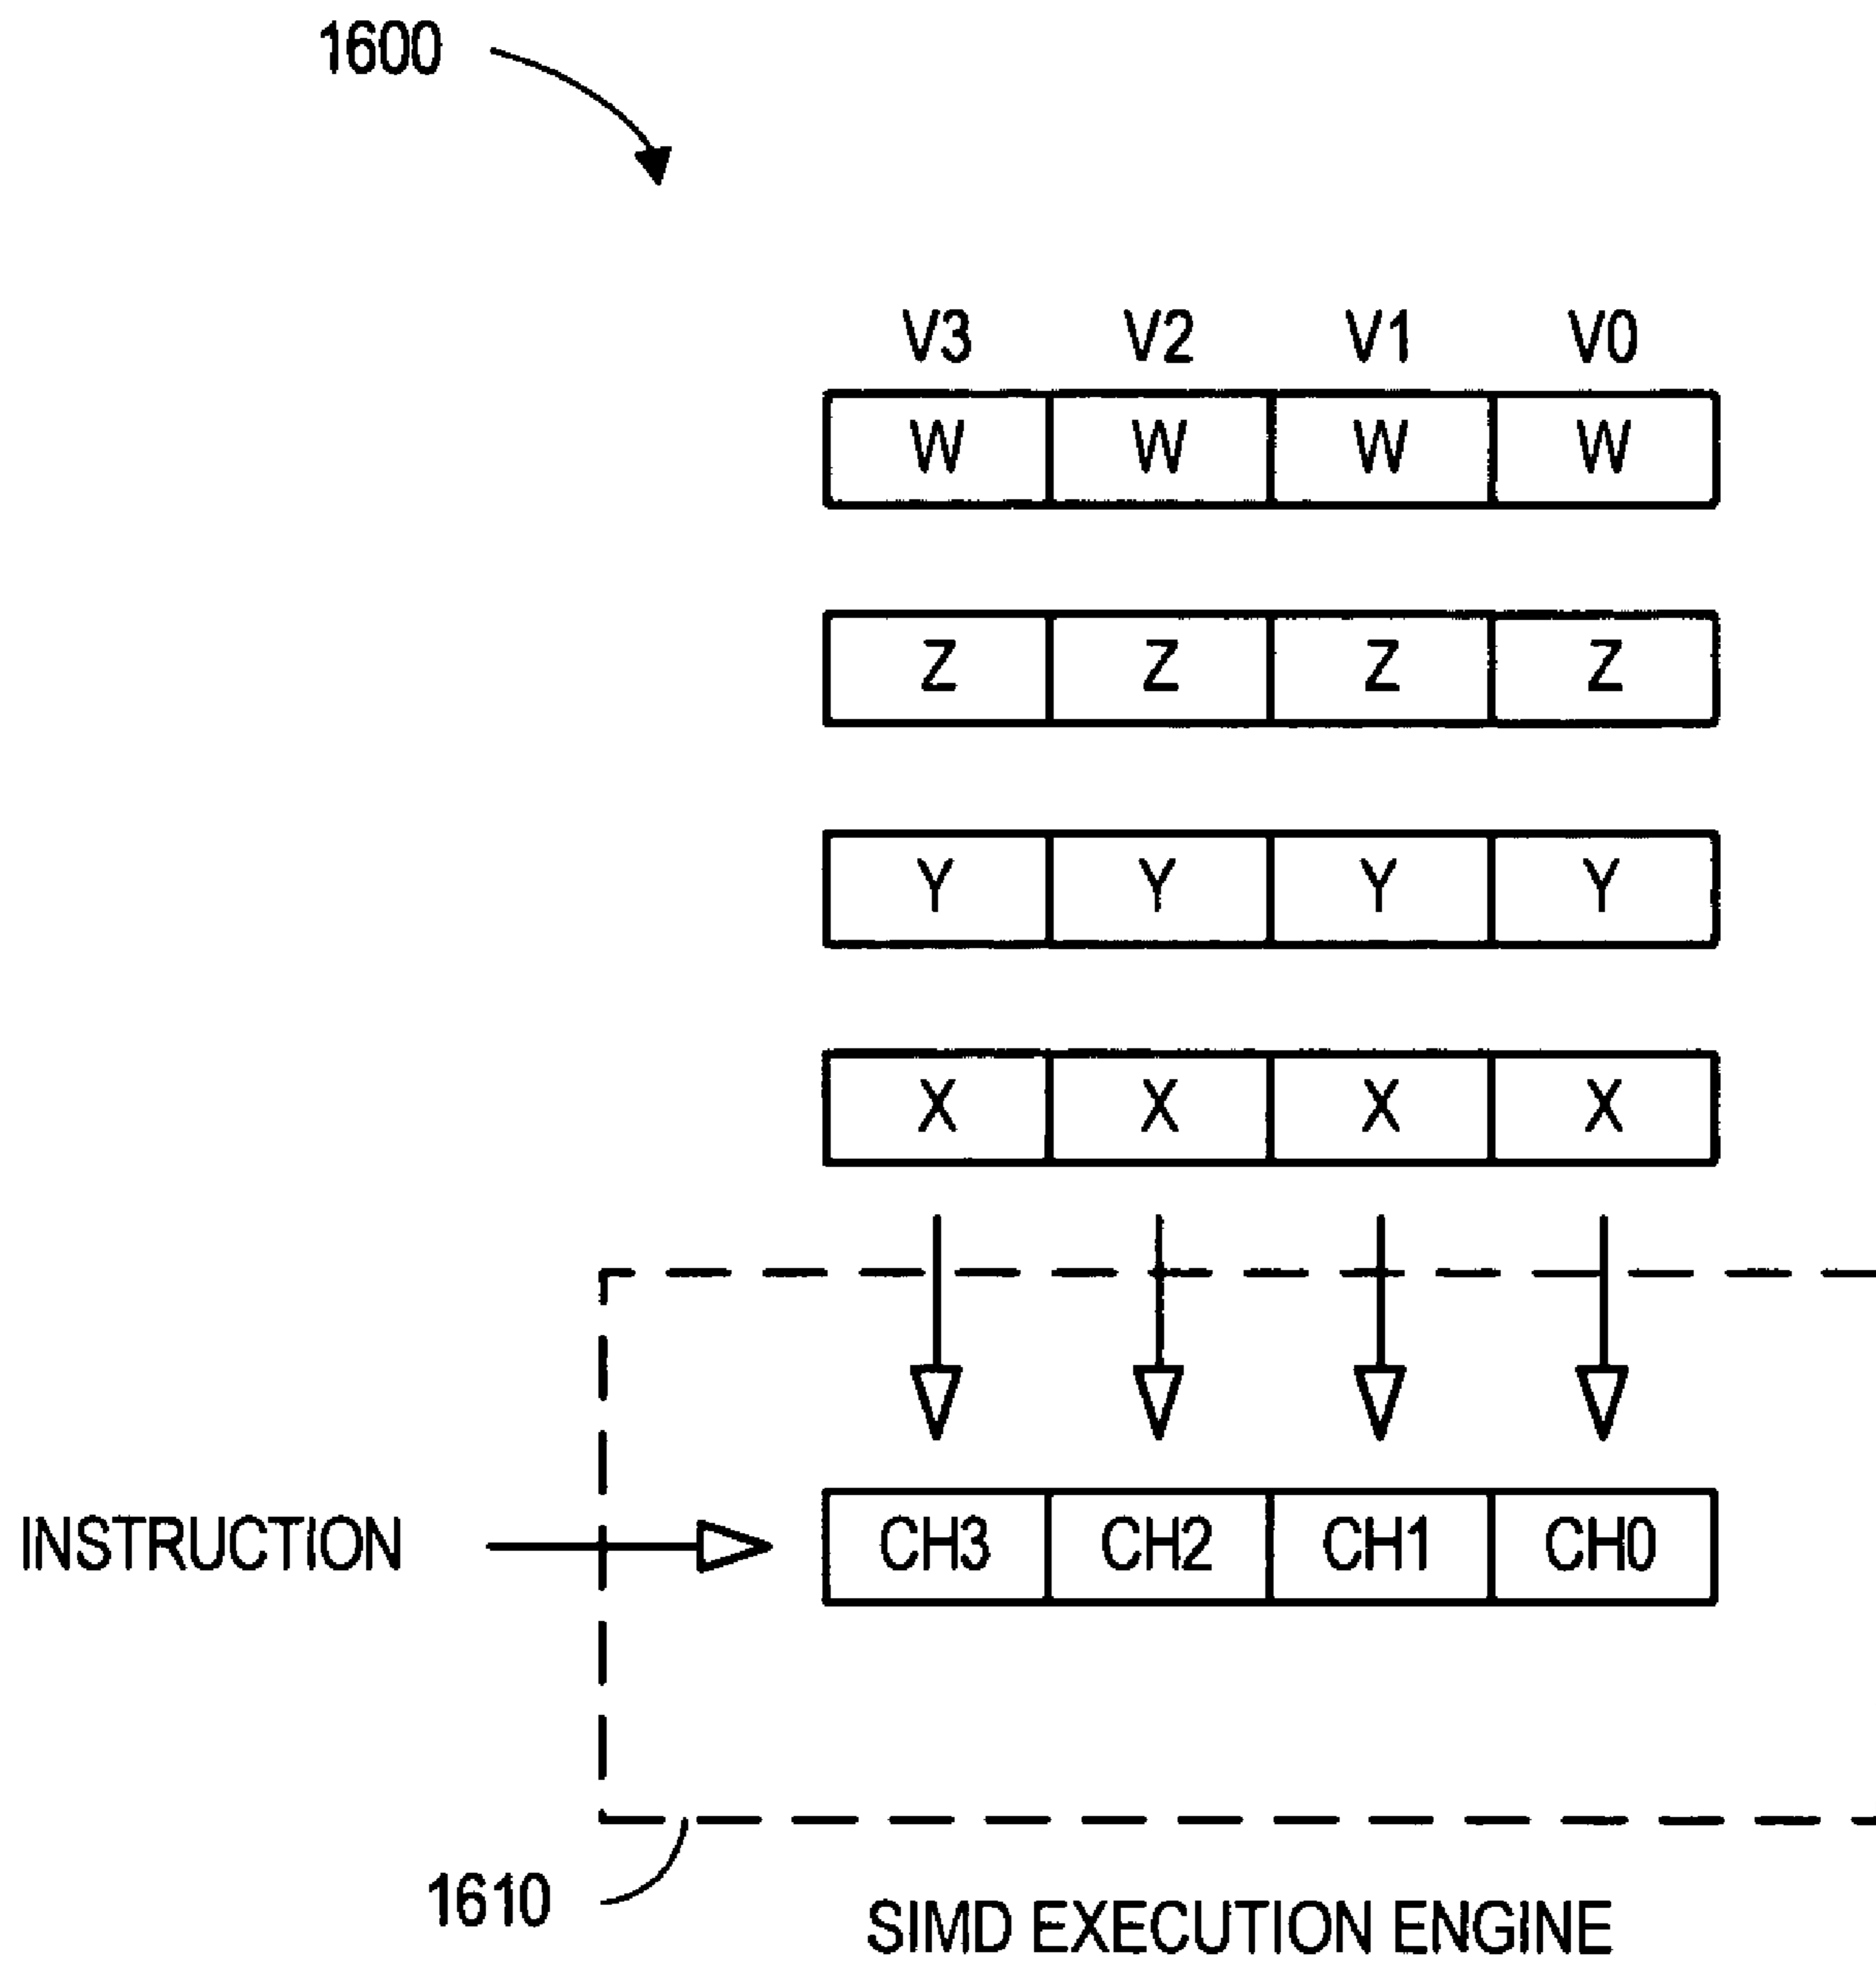 1600
V3 V2 V1 V0
W W W W
Z Z Z Z
Y Y Y Y
X X X X
INSTRUCTION CH3 CH2 CH1 CH0
1610
SIMD EXECUTION ENGINE